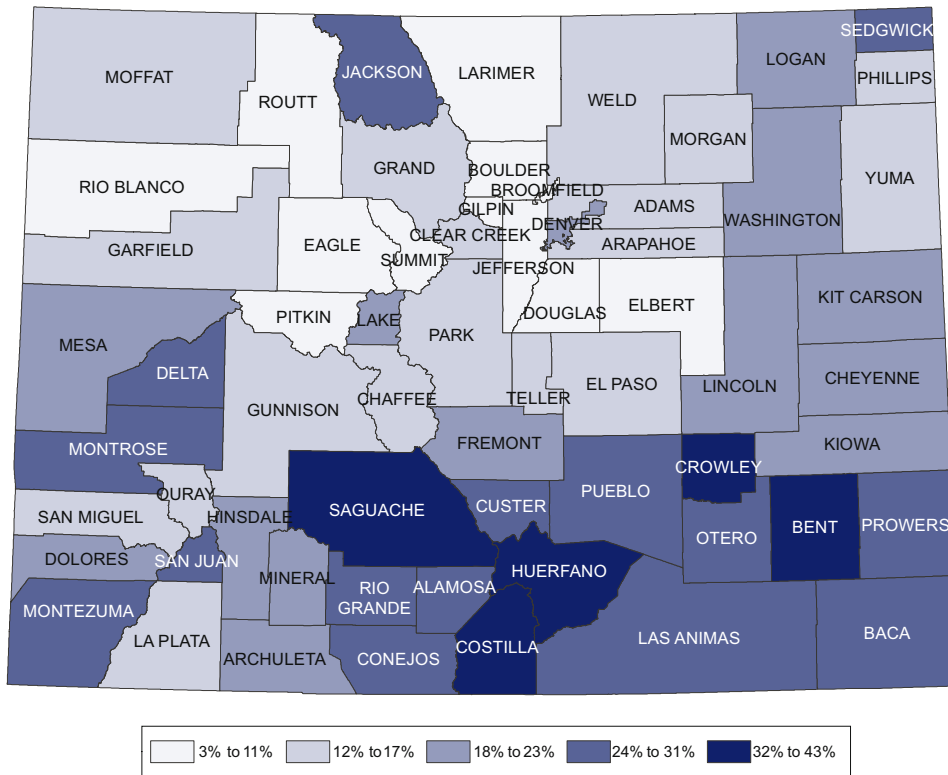 SEDGWICK
LOGAN
JACKSON
LARIMER
MOFFAT
PHILLIPS
ROUTT
WELD
MORGAN
GRAND
BOULDER
YUMA
RIO BLANCO
BROOMFIELD
GILPIN
ADAMS
WASHINGTON
DENVER
CLEAR CREEK
EAGLE
ARAPAHOE
GARFIELD
SUMMIT
JEFFERSON
KIT CARSON
ELBERT
DOUGLAS
PITKIN
LAKE
PARK
MESA
DELTA
CHEYENNE
EL PASO
LINCOLN
TELLER
CHAFFEE
GUNNISON
FREMONT
KIOWA
MONTROSE
CROWLEY
PUEBLO
OURAY
CUSTER
SAGUACHE
SAN MIGUEL
HINSDALE
BENT
PROWERS
OTERO
DOLORES
SAN JUAN
HUERFANO
MINERAL
RIO
GRANDE
ALAMOSA
MONTEZUMA
BACA
LAS ANIMAS
LA PLATA
COSTILLA
ARCHULETA
CONEJOS
3% to 11%
12% to 17%
18% to 23%
24% to 31%
32% to 43%